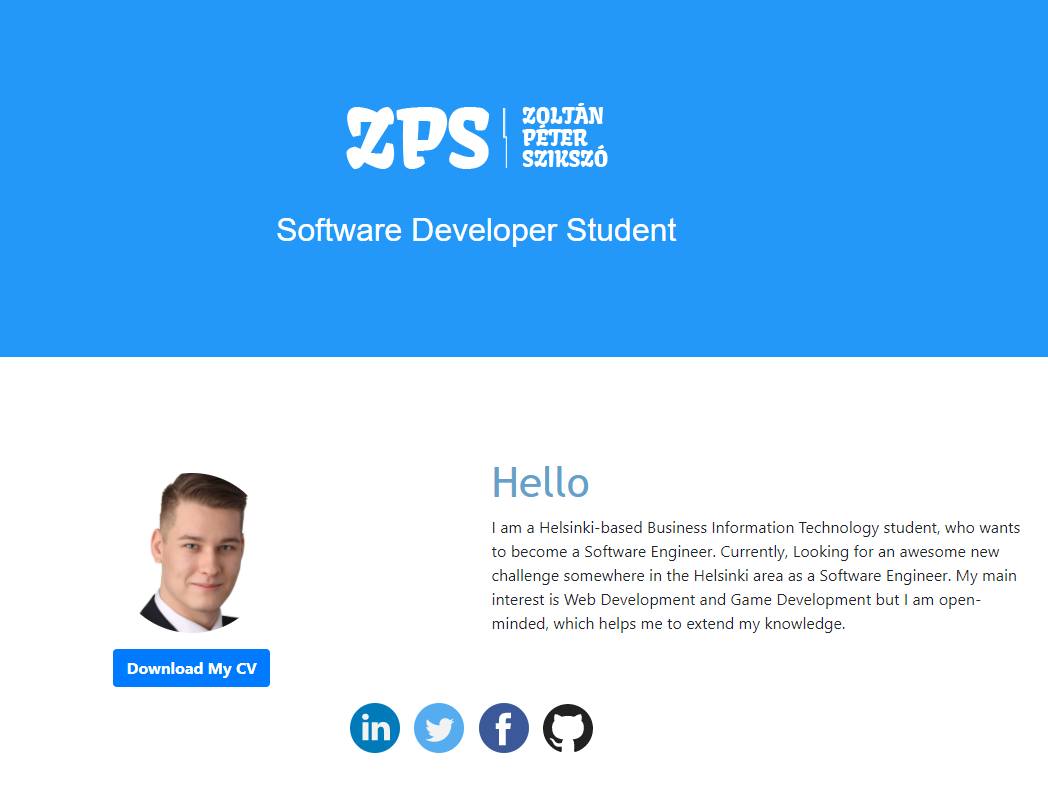 ZPS
ZOLTÁN
PÉTER
SZIKSZÓ
Software Developer Student
Hello
I am a Helsinki-based Business Information Technology student, who wants
to become a Software Engineer. Currently, Looking for an awesome new
challenge somewhere in the Helsinki area as a Software Engineer. My main
interest is Web Development and Game Development but I am open-
minded, which helps me to extend my knowledge.
Download My CV
in
f